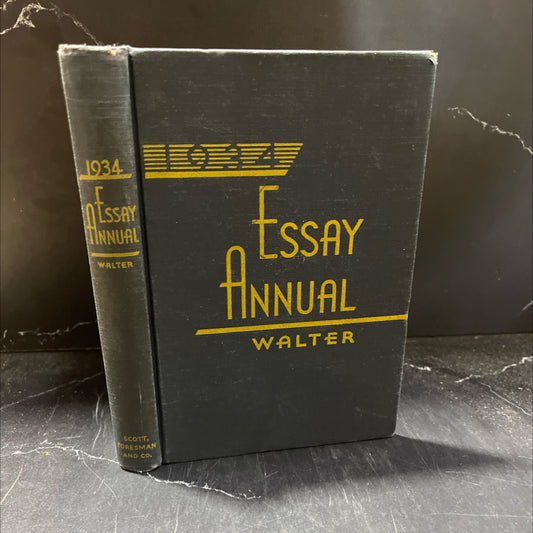 1934
ESSAY
ANNUAL
WALTER
SCOTT,
FORESMAN
AND CO.
1934
ESSAY
ANNUAL
WALTER